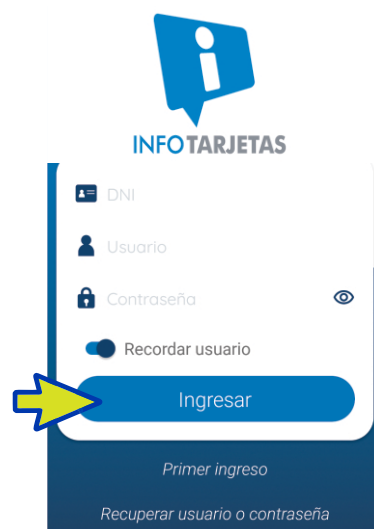 INFOTARJETAS
DNI
Usuario
Contraseña
Recordar usuario
Ingresar
Primer ingreso
Recuperar usuario o contraseña